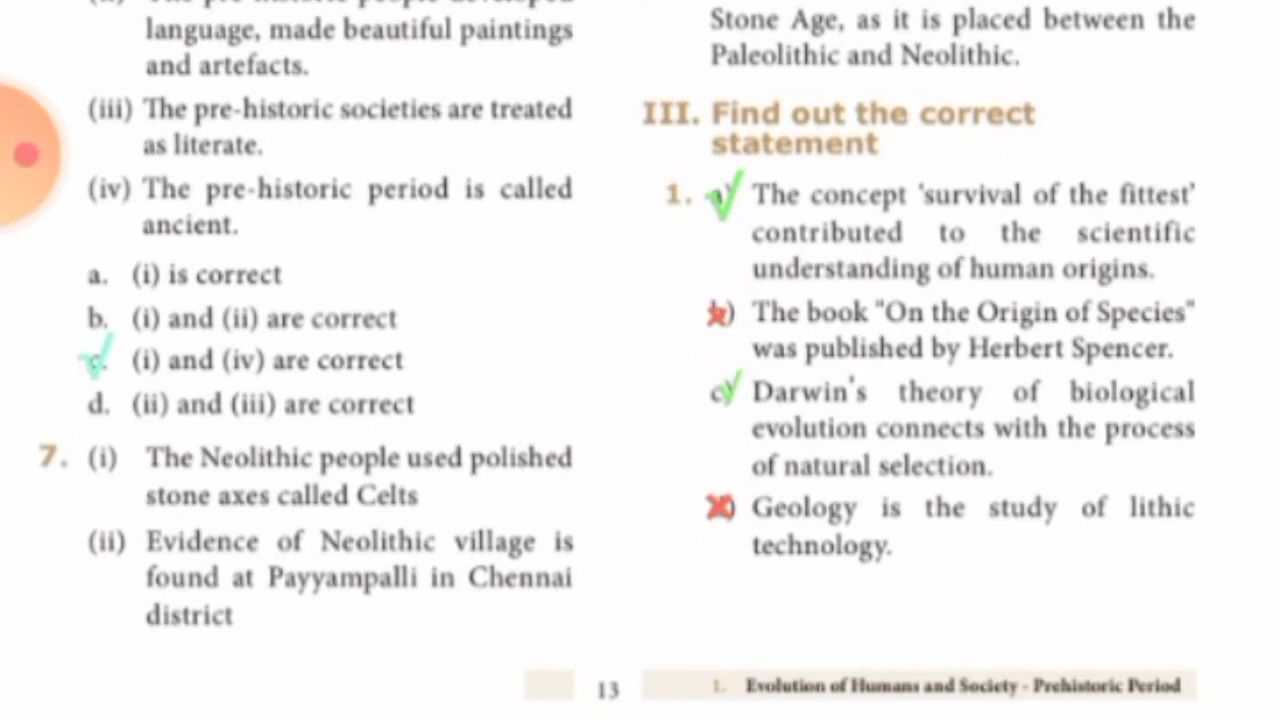 language, made beautiful paintings
and artefacts.
(iii) The pre-historic societies are treated
as literate.
(iv) The pre-historic period is called
ancient.
a. (i) is correct
b. (i) and (ii) are correct
c. (i) and (iv) are correct
d. (ii) and (iii) are correct
7. (i) The Neolithic people used polished
stone axes called Celts
(ii) Evidence of Neolithic village is
found at Payyampalli in Chennai
district
Stone Age, as it is placed between the
Paleolithic and Neolithic.
III. Find out the correct
statement
1. a) The concept 'survival of the fittest'
contributed to the scientific
understanding of human origins.
b) The book "On the Origin of Species"
was published by Herbert Spencer.
c) Darwin's theory of biological
evolution connects with the process
of natural selection.
Geology is the study of lithic
technology.
13
1. Evolution of Humans and Society - Prehistoric Period